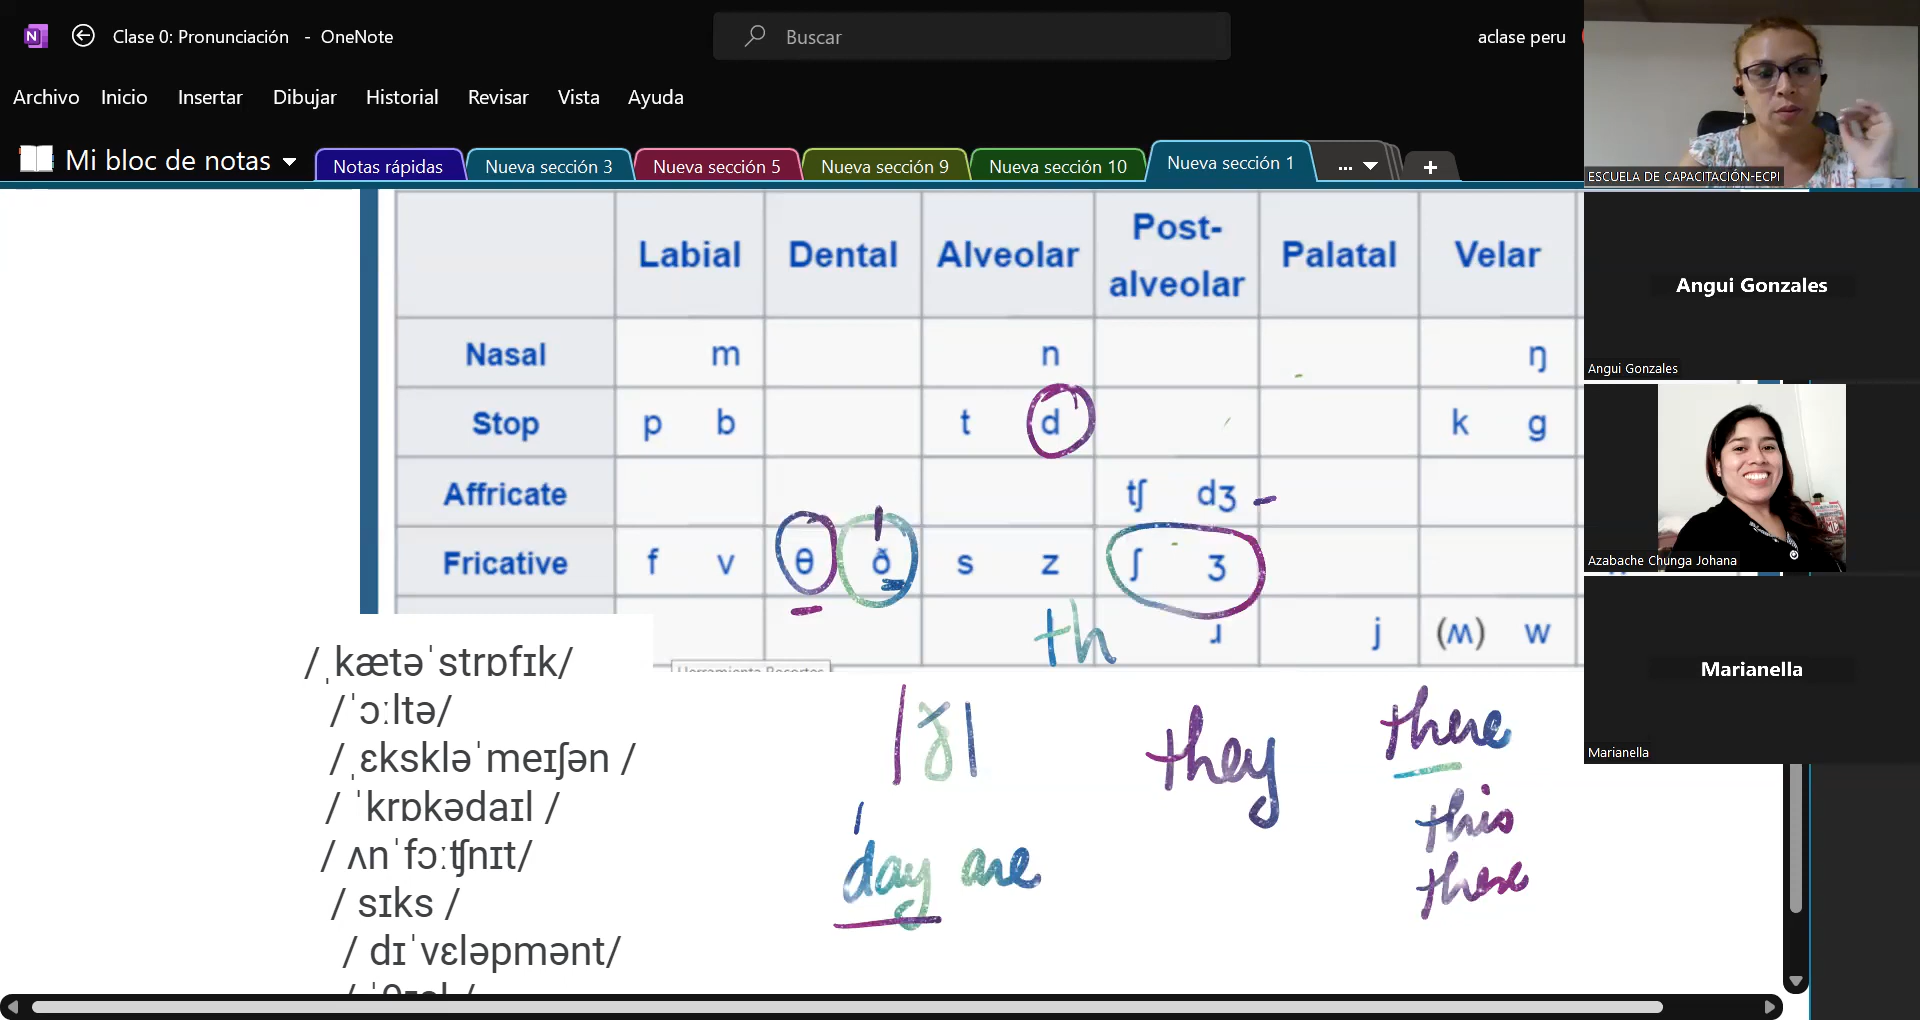 Clase 0: Pronunciación - OneNote
Buscar
aclase peru
Archivo Inicio Insertar Dibujar Historial Revisar Vista Ayuda
Mi bloc de notas
Notas rápidas Nueva sección 3 Nueva sección 5 Nueva sección 9 Nueva sección 10 Nueva sección 1 ... +
ESCUELA DE CAPACITACIÓN-ECPI
Labial Dental Alveolar Post-alveolar Palatal Velar
Nasal m n ŋ
Stop p b t d k g
Affricate tʃ dʒ
Fricative f v θ ð s z ʃ ʒ
th ɹ j (ʍ) w
Herramienta Recortes
/ˌkætəˈstrɒfɪk/
/ˈɔːltə/
/ˌɛkskləˈmeɪʃən /
/ ˈkrɒkədaɪl /
/ ʌnˈfɔːʧnɪt/
/ sɪks /
/ dɪˈvɛləpmənt/
/ð/ they there
this
these
day are
Angui Gonzales
Angui Gonzales
Azabache Chunga Johana
Marianella
Marianella